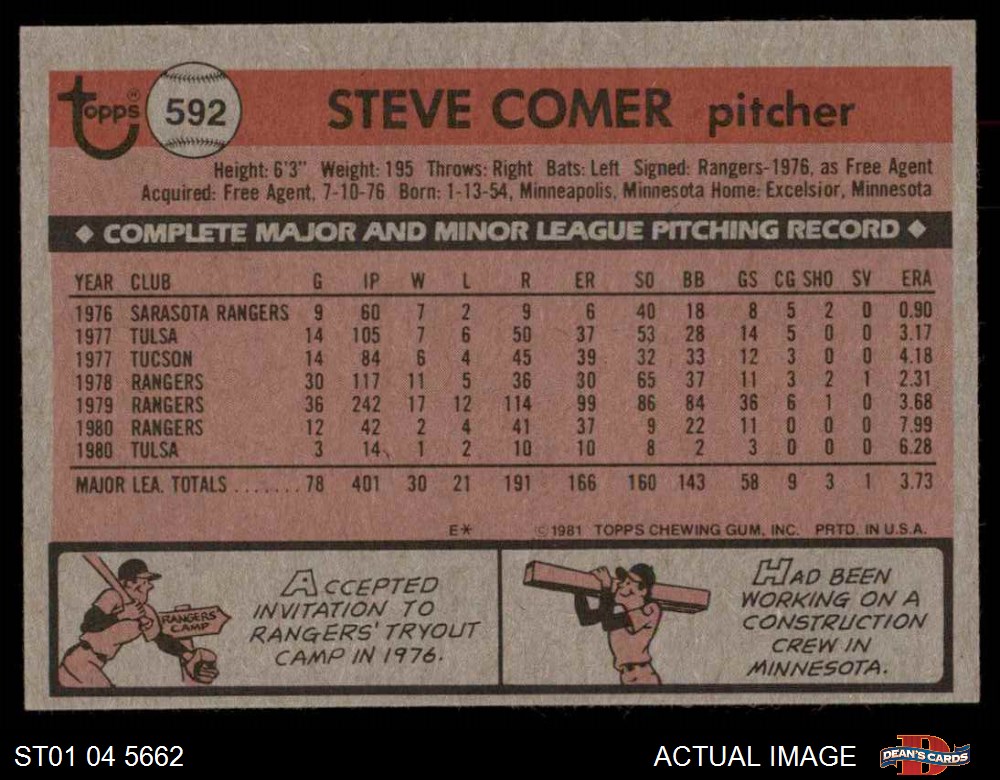 Topps® 592 STEVE COMER pitcher
Height: 6'3" Weight: 195 Throws: Right Bats: Left Signed: Rangers-1976, as Free Agent
Acquired: Free Agent, 7-10-76 Born: 1-13-54, Minneapolis, Minnesota Home: Excelsior, Minnesota
◆ COMPLETE MAJOR AND MINOR LEAGUE PITCHING RECORD ◆
YEAR CLUB G IP W L R ER SO BB GS CG SHO SV ERA
1976 SARASOTA RANGERS 9 60 7 2 9 6 40 18 8 5 2 0 0.90
1977 TULSA 14 105 7 6 50 37 53 28 14 5 0 0 3.17
1977 TUCSON 14 84 6 4 45 39 32 33 12 3 0 0 4.18
1978 RANGERS 30 117 11 5 36 30 65 37 11 3 2 1 2.31
1979 RANGERS 36 242 17 12 114 99 86 84 36 6 1 0 3.68
1980 RANGERS 12 42 2 4 41 37 9 22 11 0 0 0 7.99
1980 TULSA 3 14 1 2 10 10 8 2 3 0 0 0 6.28
MAJOR LEA. TOTALS ....... 78 401 30 21 191 166 160 143 58 9 3 1 3.73
E* ©1981 TOPPS CHEWING GUM, INC. PRTD. IN U.S.A.
RANGERS'
CAMP
ACCEPTED
INVITATION TO
RANGERS' TRYOUT
CAMP IN 1976.
HAD BEEN
WORKING ON A
CONSTRUCTION
CREW IN
MINNESOTA.
ST01 04 5662 ACTUAL IMAGE D DEAN'S CARDS